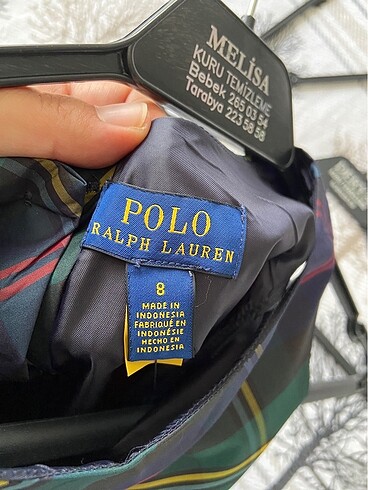 MELİSA
KURU TEMİZLEME
Bebek 265 03 54
Tarabya 223 58 58
POLO
RALPH LAUREN
8
MADE IN
INDONESIA
FABRIQUÉ EN
INDONÉSIE
HECHO EN
INDONESIA